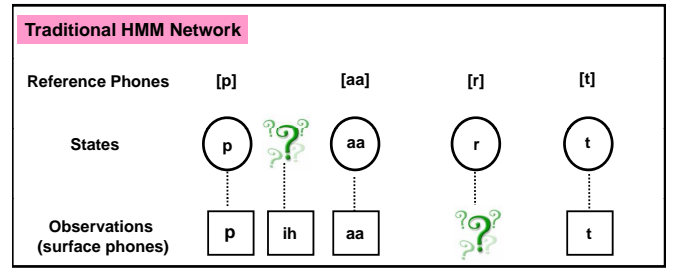 Traditional HMM Network
Reference Phones [p] [aa] [r] [t]
States p ??? aa r t
Observations
(surface phones) p ih aa ??? t